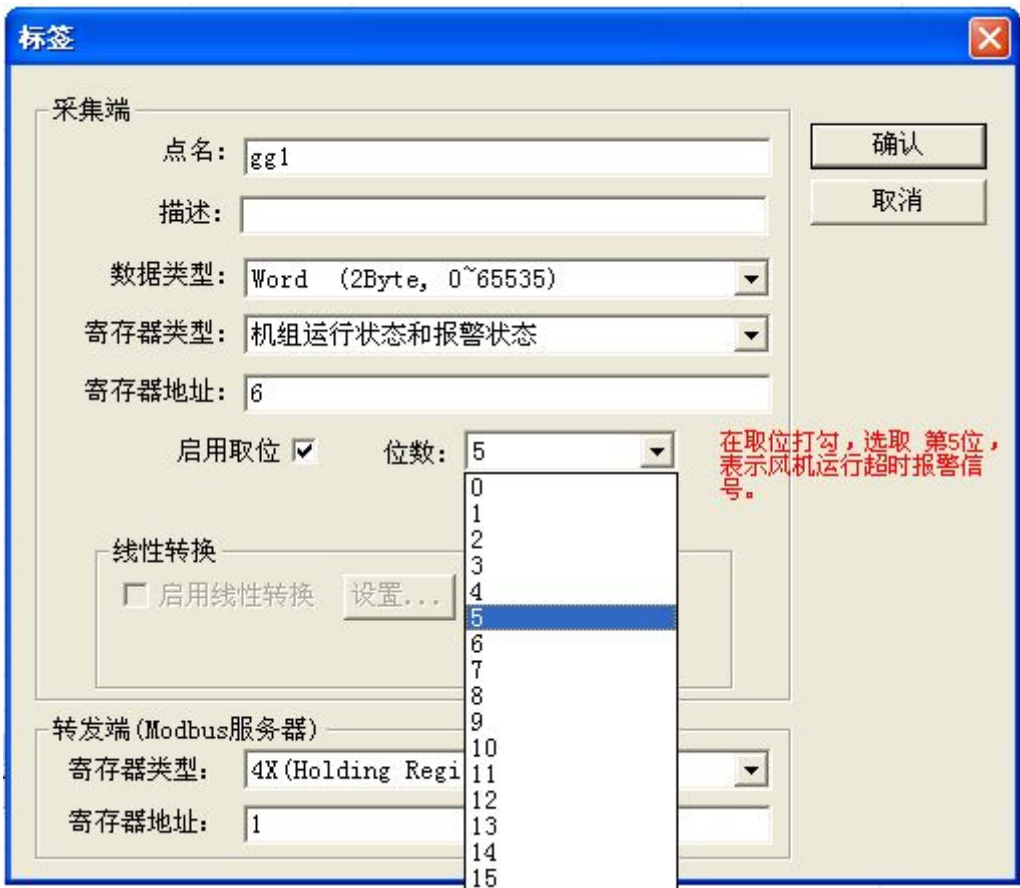 标签
采集端
点名： gg1
确认
描述：
取消
数据类型： Word (2Byte, 0~65535)
寄存器类型： 机组运行状态和报警状态
寄存器地址： 6
启用取位 位数： 5
在取位打勾，选取 第5位，
表示风机运行超时报警信
号。
0
1
2
3
4
5
6
7
8
9
10
11
12
13
14
15
线性转换
启用线性转换 设置...
转发端(Modbus服务器)
寄存器类型： 4X(Holding Regi
寄存器地址： 1